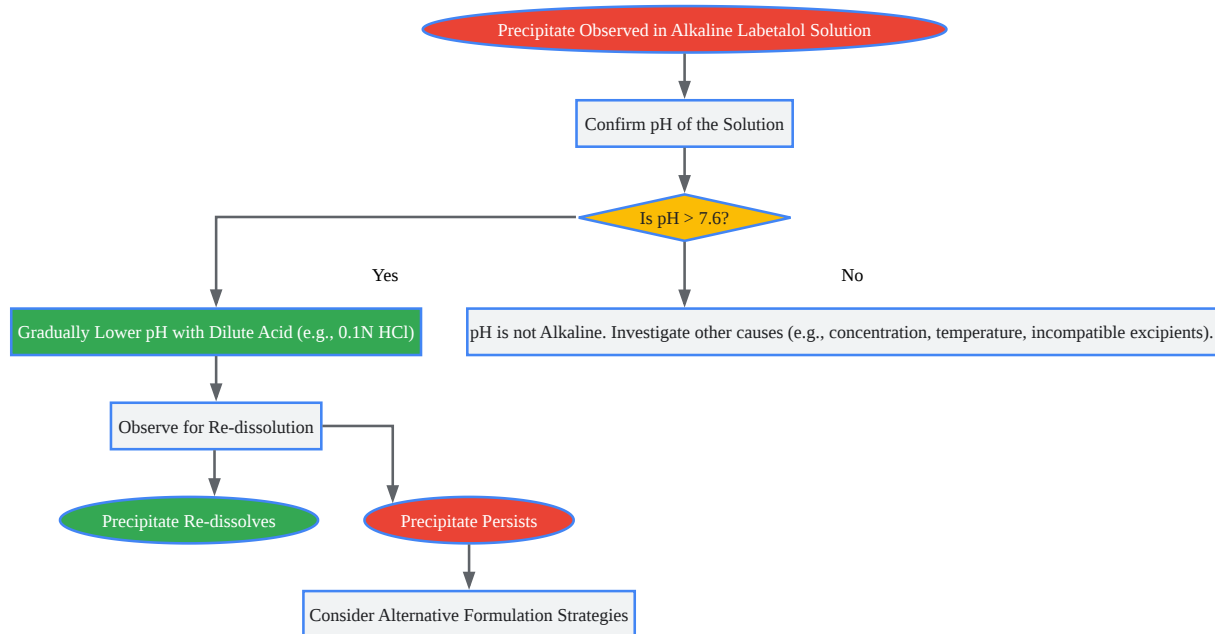 Precipitate Observed in Alkaline Labetalol Solution
Confirm pH of the Solution
Is pH > 7.6?
Yes
No
Gradually Lower pH with Dilute Acid (e.g., 0.1N HCl)
pH is not Alkaline. Investigate other causes (e.g., concentration, temperature, incompatible excipients).
Observe for Re-dissolution
Precipitate Re-dissolves
Precipitate Persists
Consider Alternative Formulation Strategies